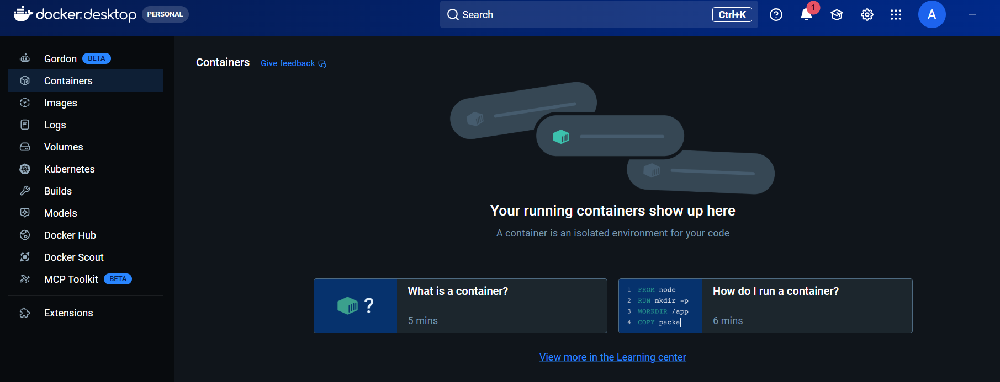 docker.desktop PERSONAL
Search Ctrl+K
1
A
Gordon BETA
Containers
Images
Logs
Volumes
Kubernetes
Builds
Models
Docker Hub
Docker Scout
MCP Toolkit BETA
Extensions
Containers Give feedback
Your running containers show up here
A container is an isolated environment for your code
?
What is a container?
5 mins
1 FROM node
2 RUN mkdir -p
3 WORKDIR /app
4 COPY packa
How do I run a container?
6 mins
View more in the Learning center